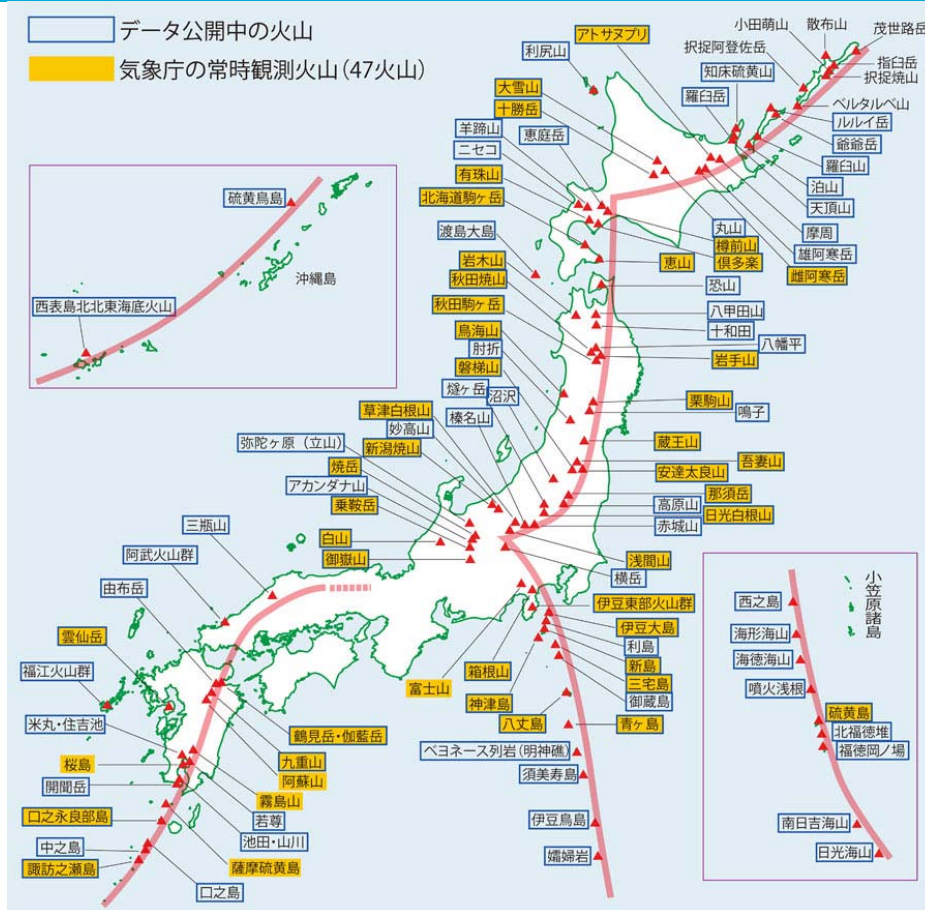 データ公開中の火山
気象庁の常時観測火山（47火山）
アトサヌプリ
利尻山
大雪山
十勝岳
羊蹄山
恵庭岳
ニセコ
有珠山
北海道駒ヶ岳
渡島大島
小田萌山
散布山
茂世路岳
択捉阿登佐岳
指臼岳
択捉焼山
知床硫黄山
羅臼岳
ベルタルベ山
ルルイ岳
爺爺岳
羅臼山
泊山
天頂山
摩周
雄阿寒岳
雌阿寒岳
丸山
樽前山
倶多楽
恵山
恐山
岩木山
秋田焼山
秋田駒ヶ岳
鳥海山
肘折
磐梯山
燧ヶ岳
沼沢
草津白根山
榛名山
妙高山
新潟焼山
弥陀ヶ原（立山）
焼岳
アカンダナ山
乗鞍岳
白山
御嶽山
八甲田山
十和田
八幡平
岩手山
栗駒山
鳴子
蔵王山
吾妻山
安達太良山
那須岳
高原山
日光白根山
赤城山
浅間山
横岳
三瓶山
阿武火山群
由布岳
雲仙岳
福江火山群
米丸・住吉池
桜島
開聞岳
口之永良部島
中之島
諏訪之瀬島
鶴見岳・伽藍岳
九重山
阿蘇山
霧島山
若尊
池田・山川
薩摩硫黄島
口之島
富士山
箱根山
神津島
八丈島
伊豆東部火山群
伊豆大島
利島
新島
三宅島
御蔵島
青ヶ島
ベヨネース列岩（明神礁）
須美寿島
伊豆鳥島
孀婦岩
硫黄鳥島
沖縄島
西表島北北東海底火山
小笠原諸島
西之島
海形海山
海徳海山
噴火浅根
硫黄島
北福徳堆
福徳岡ノ場
南日吉海山
日光海山